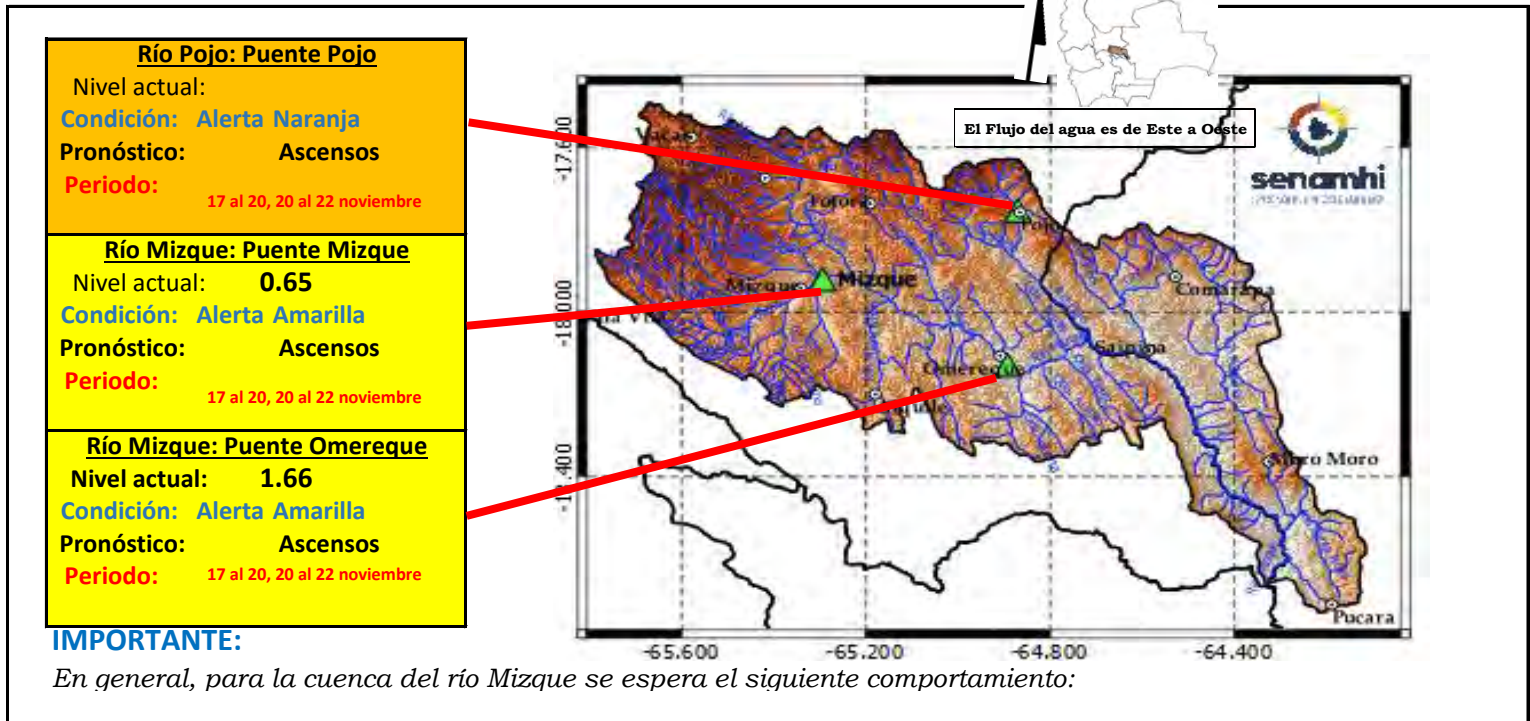 Río Pojo: Puente Pojo
Nivel actual:
Condición: Alerta Naranja
Pronóstico: Ascensos
Periodo:
17 al 20, 20 al 22 noviembre
Río Mizque: Puente Mizque
Nivel actual: 0.65
Condición: Alerta Amarilla
Pronóstico: Ascensos
Periodo:
17 al 20, 20 al 22 noviembre
Río Mizque: Puente Omereque
Nivel actual: 1.66
Condición: Alerta Amarilla
Pronóstico: Ascensos
Periodo: 17 al 20, 20 al 22 noviembre
El Flujo del agua es de Este a Oeste
senamhi
Vacas
Totora
Pojo
Mizque
Mizque
Comarapa
Saipina
Omereque
Moro Moro
Pucara
-18.000
-65.600
-65.200
-64.800
-64.400
IMPORTANTE:
En general, para la cuenca del río Mizque se espera el siguiente comportamiento: